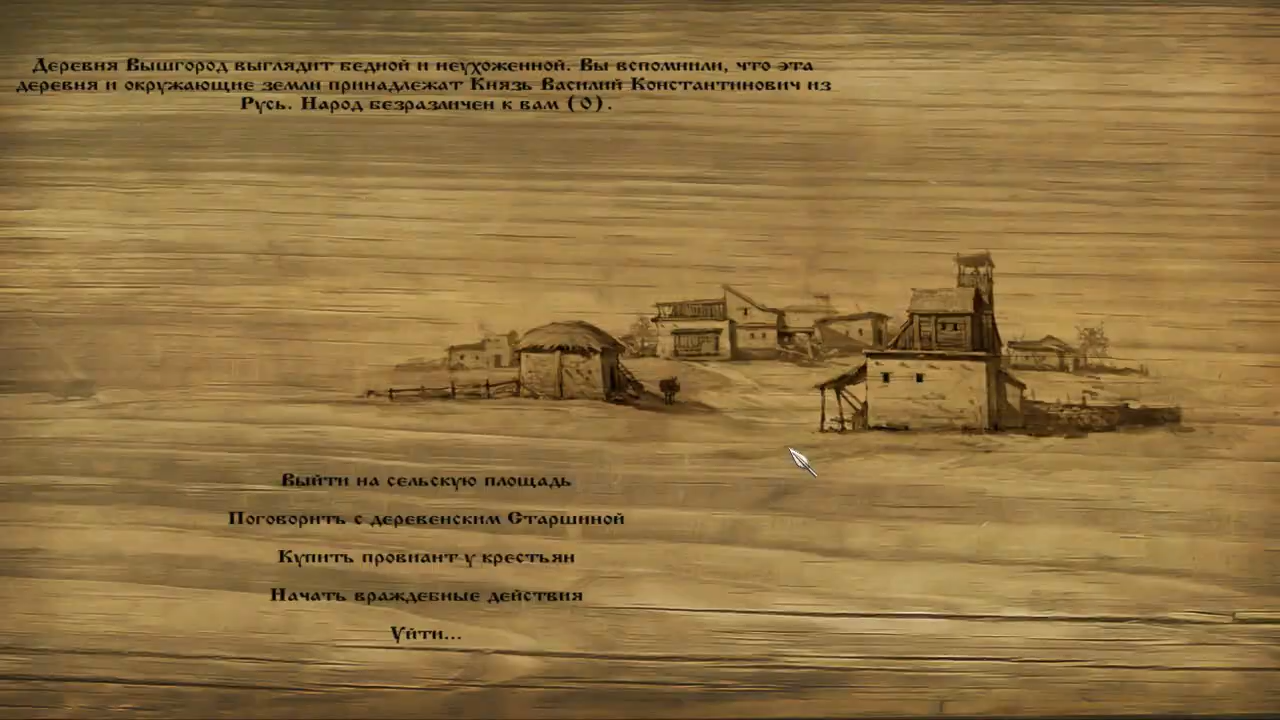 Деревня Вышгород выглядит бедной и неухоженной. Вы вспомнили, что эта
деревня и окружающие земли принадлежат Князь Василий Константинович из
Русь. Народ безразличен к вам (0).
Выйти на сельскую площадь
Поговорить с деревенским Старшиной
Купить провиант у крестьян
Начать враждебные действия
Уйти...